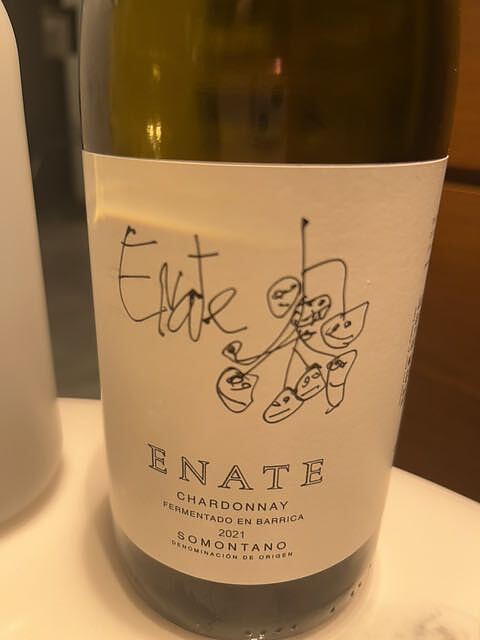 Enate
ENATE
CHARDONNAY
FERMENTADO EN BARRICA
2021
SOMONTANO
DENOMINACIÓN DE ORIGEN